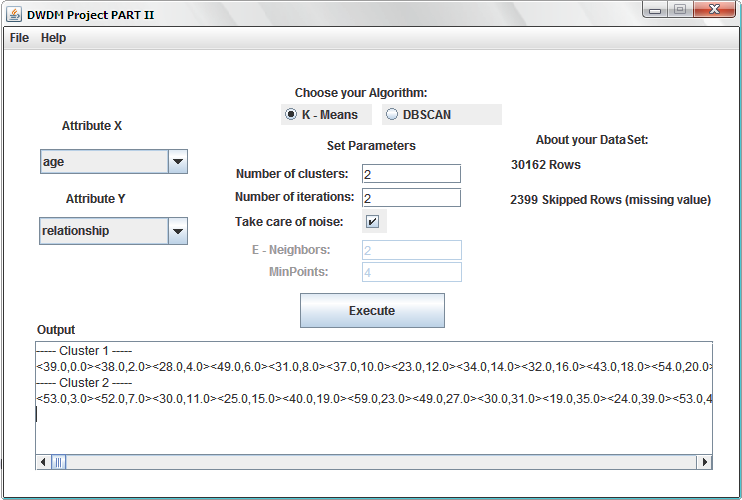 DWDM Project PART II
File Help
Choose your Algorithm:
K - Means DBSCAN
Attribute X
age
Attribute Y
relationship
Set Parameters
Number of clusters: 2
Number of iterations: 2
Take care of noise:
E - Neighbors: 2
MinPoints: 4
About your DataSet:
30162 Rows
2399 Skipped Rows (missing value)
Execute
Output
----- Cluster 1 -----
<39.0,0.0><38.0,2.0><28.0,4.0><49.0,6.0><31.0,8.0><37.0,10.0><23.0,12.0><34.0,14.0><32.0,16.0><43.0,18.0><54.0,20.0>
----- Cluster 2 -----
<53.0,3.0><52.0,7.0><30.0,11.0><25.0,15.0><40.0,19.0><59.0,23.0><49.0,27.0><30.0,31.0><19.0,35.0><24.0,39.0><53.0,4